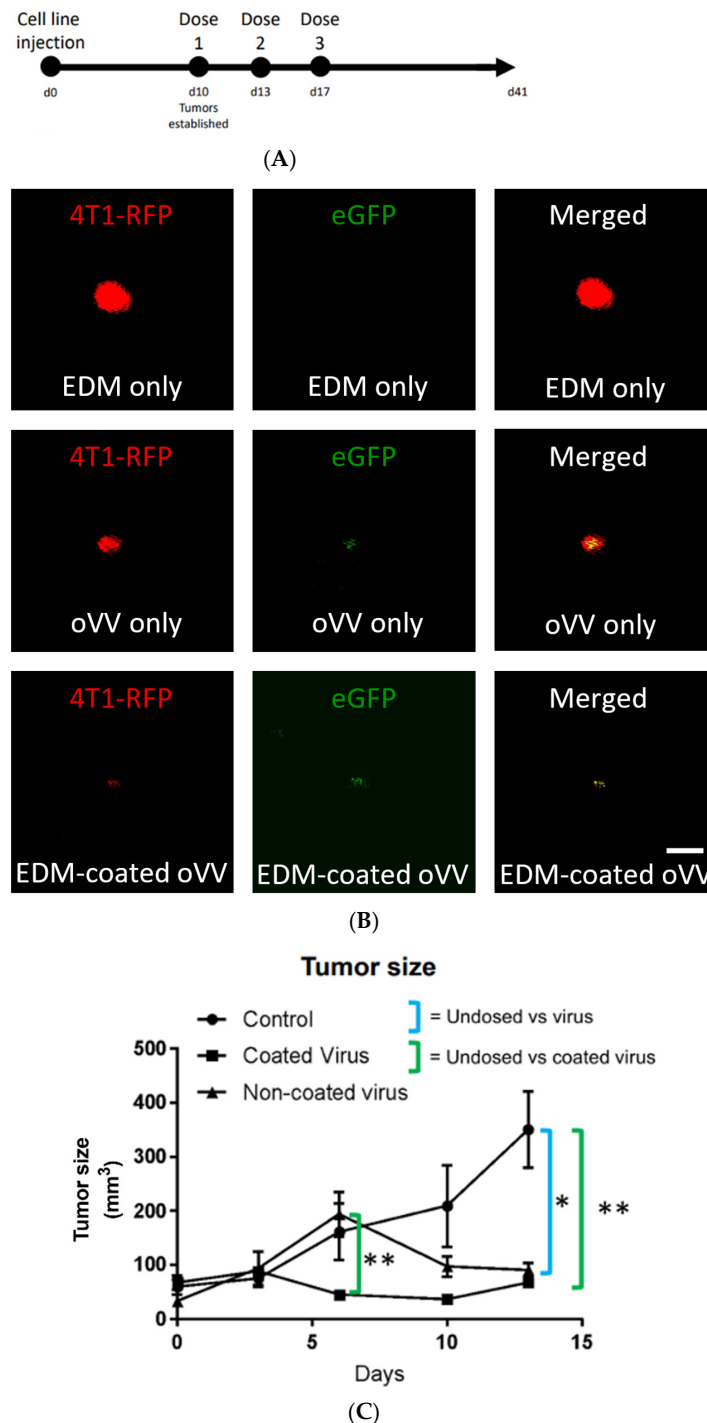 Cell line
injection
Dose
1
Dose
2
Dose
3
d0
d10
Tumors
established
d13
d17
d41
(A)
4T1-RFP
EDM only
eGFP
EDM only
Merged
EDM only
4T1-RFP
oVV only
eGFP
oVV only
Merged
oVV only
4T1-RFP
EDM-coated oVV
eGFP
EDM-coated oVV
Merged
EDM-coated oVV
(B)
Tumor size
Control
Coated Virus
Non-coated virus
= Undosed vs virus
= Undosed vs coated virus
Tumor size
(mm³)
500
400
300
200
100
0
**
*
**
0
5
10
15
Days
(C)